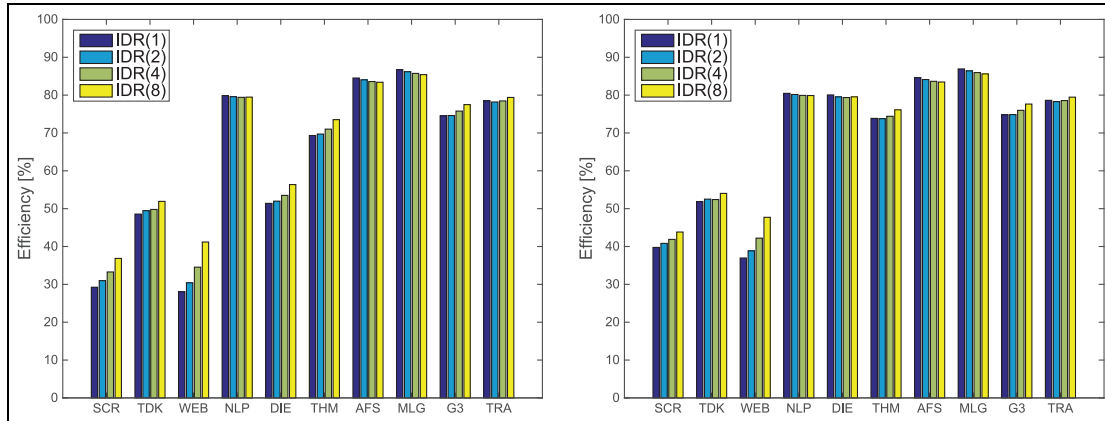 Efficiency [%]
100
90
80
70
60
50
40
30
20
10
0
IDR(1)
IDR(2)
IDR(4)
IDR(8)
SCR TDK WEB NLP DIE THM AFS MLG G3 TRA
Efficiency [%]
100
90
80
70
60
50
40
30
20
10
0
IDR(1)
IDR(2)
IDR(4)
IDR(8)
SCR TDK WEB NLP DIE THM AFS MLG G3 TRA